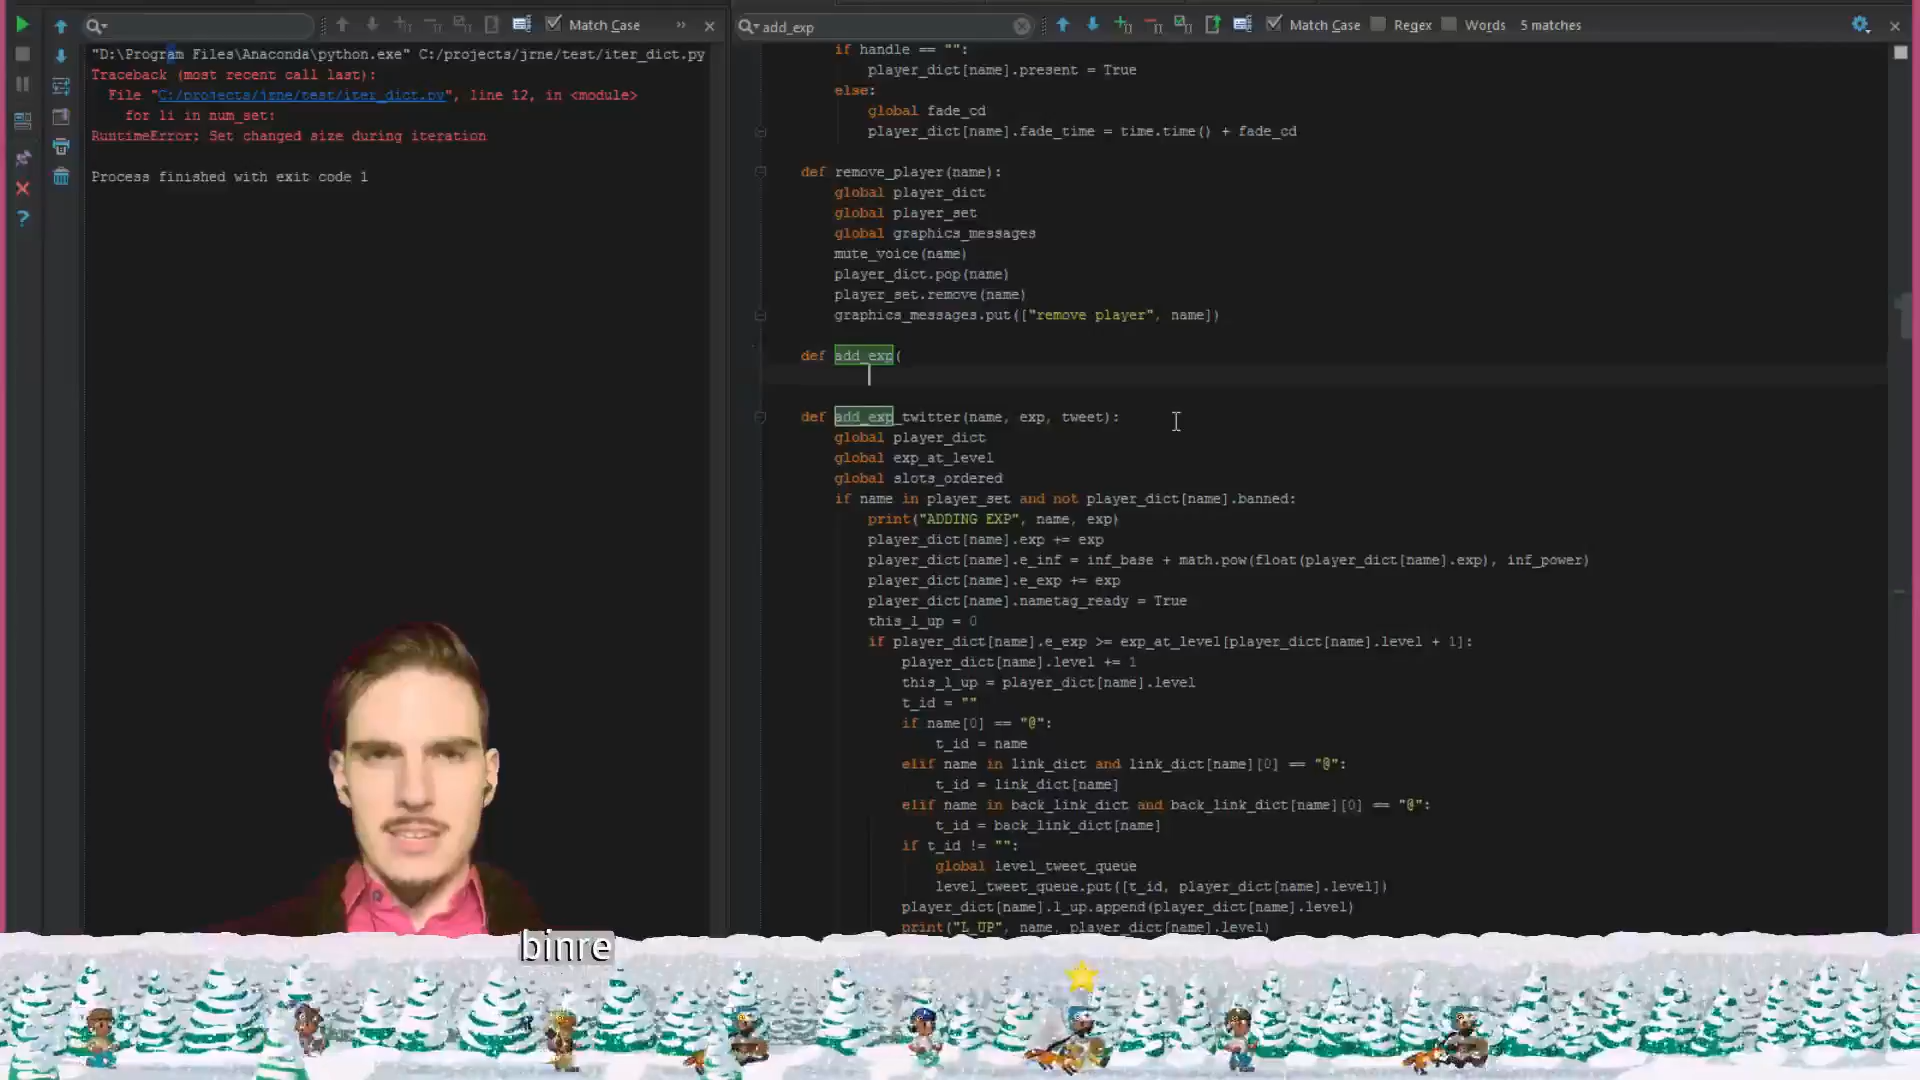 Match Case
»
"D:\Program Files\Anaconda\python.exe" C:/projects/jrne/test/iter_dict.py
Traceback (most recent call last):
File "C:/projects/jrne/test/iter_dict.py", line 12, in <module>
for li in num_set:
RuntimeError: Set changed size during iteration
Process finished with exit code 1
add_exp
Match Case
Regex
Words
5 matches
if handle == "":
player_dict[name].present = True
else:
global fade_cd
player_dict[name].fade_time = time.time() + fade_cd
def remove_player(name):
global player_dict
global player_set
global graphics_messages
mute_voice(name)
player_dict.pop(name)
player_set.remove(name)
graphics_messages.put(["remove player", name])
def add_exp(
def add_exp_twitter(name, exp, tweet):
global player_dict
global exp_at_level
global slots_ordered
if name in player_set and not player_dict[name].banned:
print("ADDING EXP", name, exp)
player_dict[name].exp += exp
player_dict[name].e_inf = inf_base + math.pow(float(player_dict[name].exp), inf_power)
player_dict[name].e_exp += exp
player_dict[name].nametag_ready = True
this_l_up = 0
if player_dict[name].e_exp >= exp_at_level[player_dict[name].level + 1]:
player_dict[name].level += 1
this_l_up = player_dict[name].level
t_id = ""
if name[0] == "@":
t_id = name
elif name in link_dict and link_dict[name][0] == "@":
t_id = link_dict[name]
elif name in back_link_dict and back_link_dict[name][0] == "@":
t_id = back_link_dict[name]
if t_id != "":
global level_tweet_queue
level_tweet_queue.put([t_id, player_dict[name].level])
player_dict[name].l_up.append(player_dict[name].level)
print("L_UP", name, player_dict[name].level)
binre